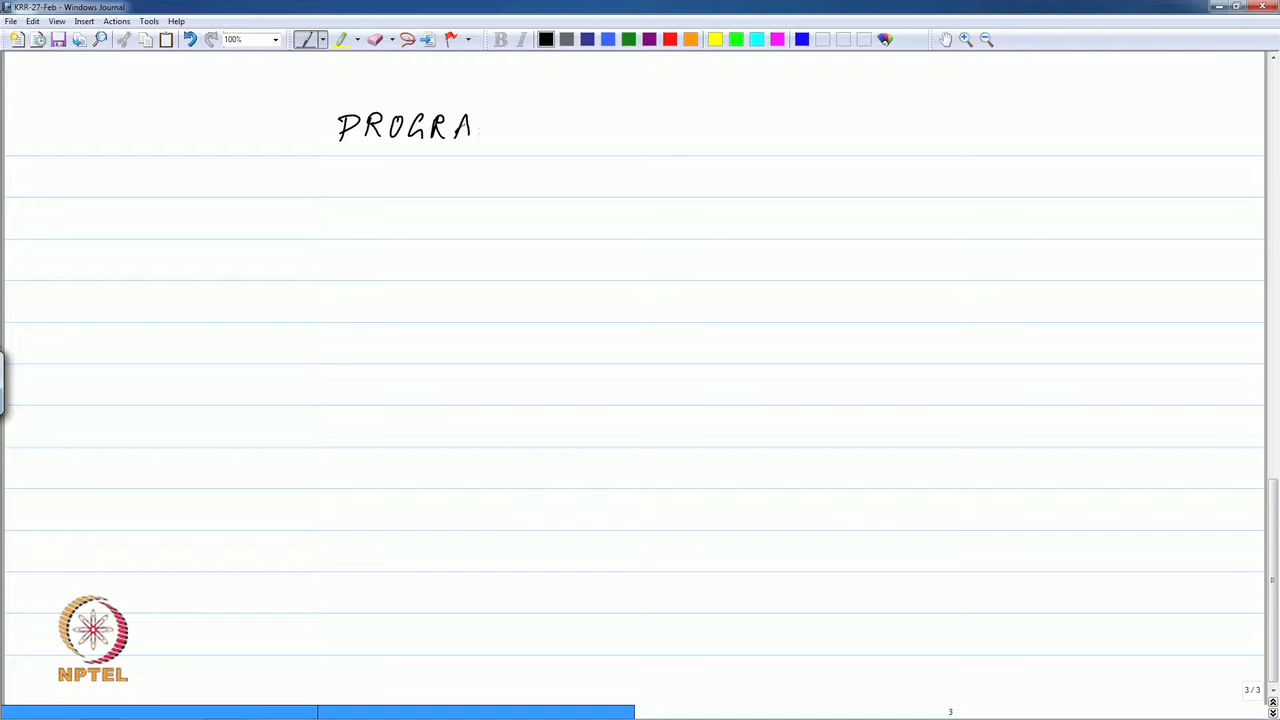 KRR-27-Feb - Windows Journal
File Edit View Insert Actions Tools Help
100%
PROGRA
NPTEL
3 / 3
3